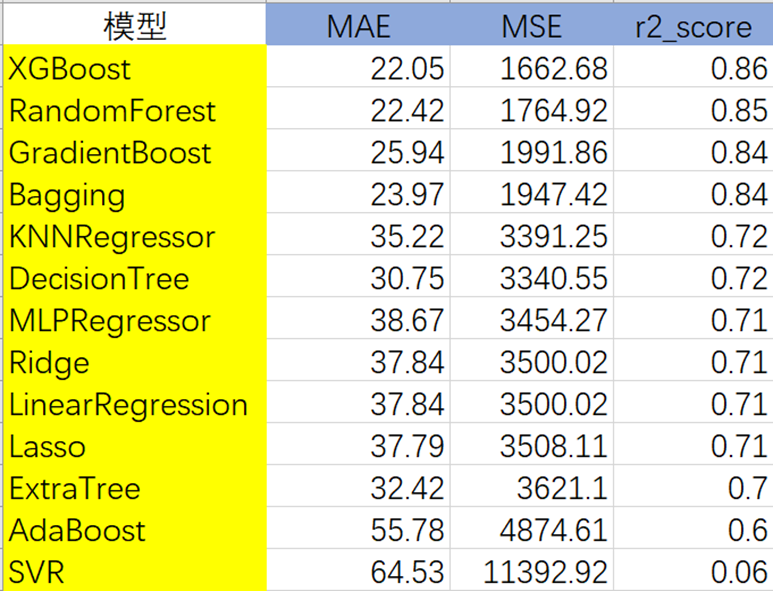 模型 MAE MSE r2_score
XGBoost 22.05 1662.68 0.86
RandomForest 22.42 1764.92 0.85
GradientBoost 25.94 1991.86 0.84
Bagging 23.97 1947.42 0.84
KNNRegressor 35.22 3391.25 0.72
DecisionTree 30.75 3340.55 0.72
MLPRegressor 38.67 3454.27 0.71
Ridge 37.84 3500.02 0.71
LinearRegression 37.84 3500.02 0.71
Lasso 37.79 3508.11 0.71
ExtraTree 32.42 3621.1 0.7
AdaBoost 55.78 4874.61 0.6
SVR 64.53 11392.92 0.06